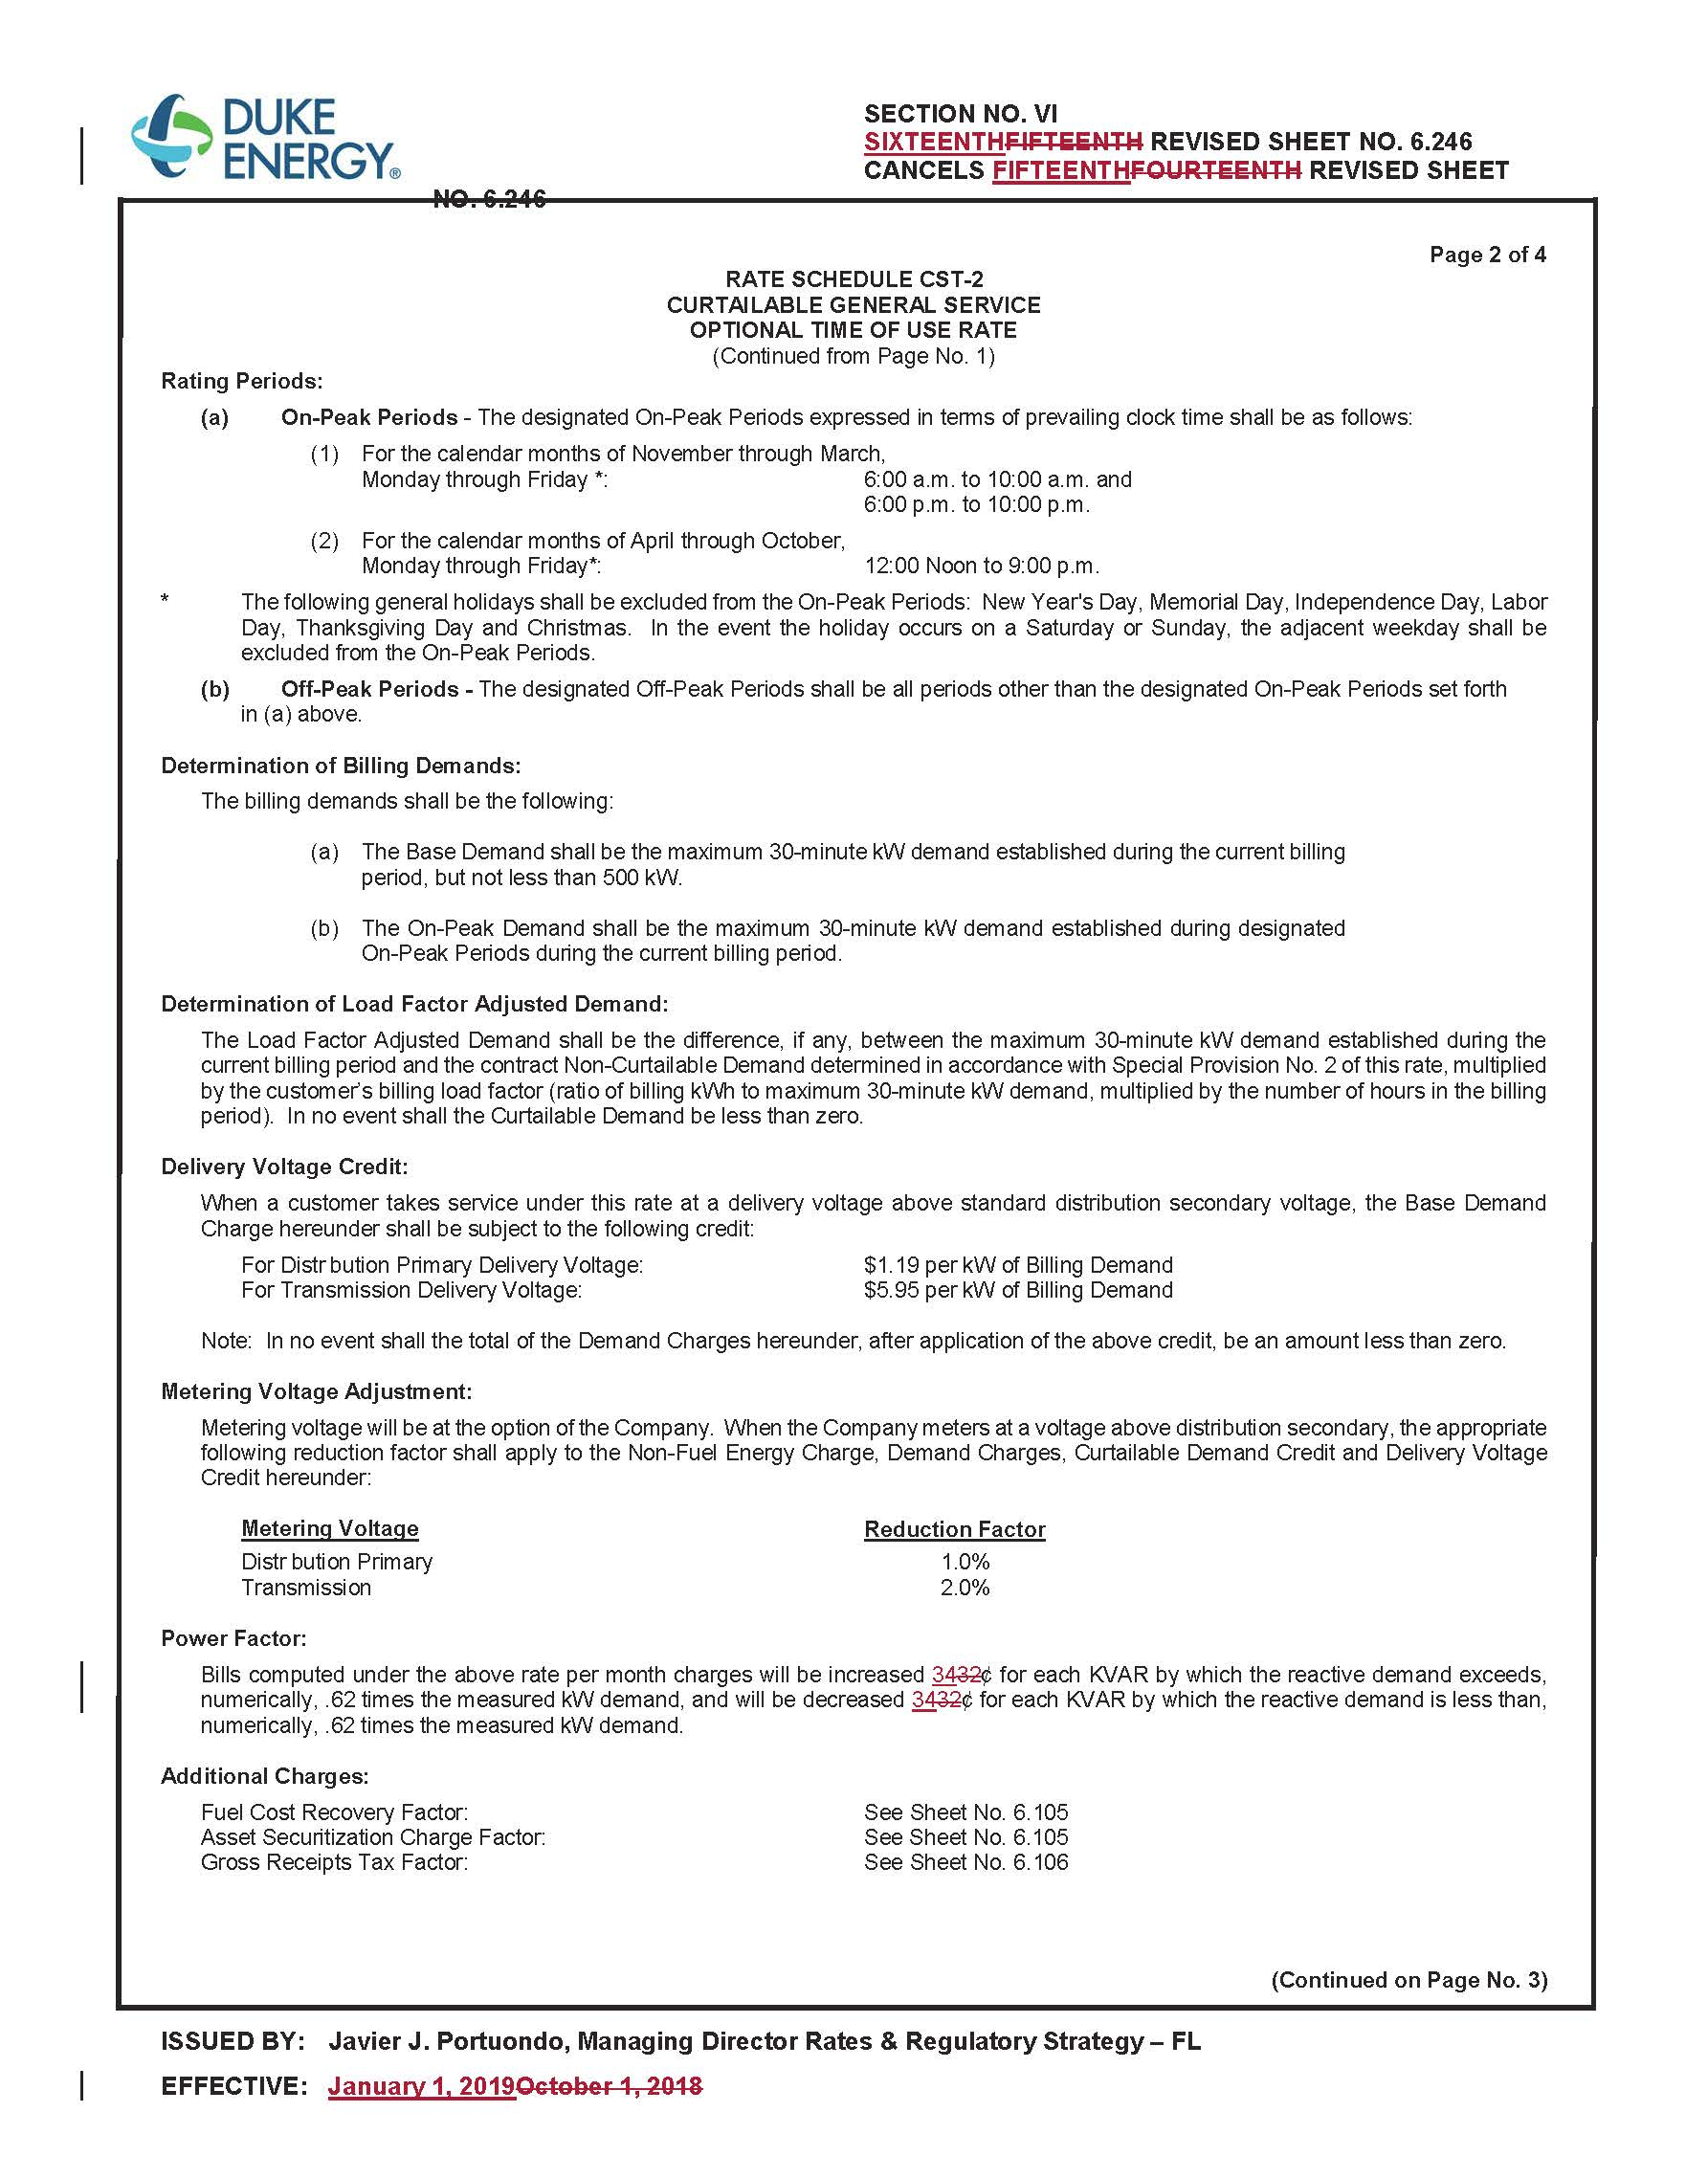 DUKE
ENERGY®
SECTION NO. VI
SIXTEENTHFIFTEENTH REVISED SHEET NO. 6.246
CANCELS FIFTEENTHFOURTEENTH REVISED SHEET
NO. 6.246
Page 2 of 4
RATE SCHEDULE CST-2
CURTAILABLE GENERAL SERVICE
OPTIONAL TIME OF USE RATE
(Continued from Page No. 1)
Rating Periods:
(a) On-Peak Periods - The designated On-Peak Periods expressed in terms of prevailing clock time shall be as follows:
(1) For the calendar months of November through March,
Monday through Friday *: 6:00 a.m. to 10:00 a.m. and
6:00 p.m. to 10:00 p.m.
(2) For the calendar months of April through October,
Monday through Friday*: 12:00 Noon to 9:00 p.m.
* The following general holidays shall be excluded from the On-Peak Periods: New Year's Day, Memorial Day, Independence Day, Labor
Day, Thanksgiving Day and Christmas. In the event the holiday occurs on a Saturday or Sunday, the adjacent weekday shall be
excluded from the On-Peak Periods.
(b) Off-Peak Periods - The designated Off-Peak Periods shall be all periods other than the designated On-Peak Periods set forth
in (a) above.
Determination of Billing Demands:
The billing demands shall be the following:
(a) The Base Demand shall be the maximum 30-minute kW demand established during the current billing
period, but not less than 500 kW.
(b) The On-Peak Demand shall be the maximum 30-minute kW demand established during designated
On-Peak Periods during the current billing period.
Determination of Load Factor Adjusted Demand:
The Load Factor Adjusted Demand shall be the difference, if any, between the maximum 30-minute kW demand established during the
current billing period and the contract Non-Curtailable Demand determined in accordance with Special Provision No. 2 of this rate, multiplied
by the customer’s billing load factor (ratio of billing kWh to maximum 30-minute kW demand, multiplied by the number of hours in the billing
period). In no event shall the Curtailable Demand be less than zero.
Delivery Voltage Credit:
When a customer takes service under this rate at a delivery voltage above standard distribution secondary voltage, the Base Demand
Charge hereunder shall be subject to the following credit:
For Distr bution Primary Delivery Voltage: $1.19 per kW of Billing Demand
For Transmission Delivery Voltage: $5.95 per kW of Billing Demand
Note: In no event shall the total of the Demand Charges hereunder, after application of the above credit, be an amount less than zero.
Metering Voltage Adjustment:
Metering voltage will be at the option of the Company. When the Company meters at a voltage above distribution secondary, the appropriate
following reduction factor shall apply to the Non-Fuel Energy Charge, Demand Charges, Curtailable Demand Credit and Delivery Voltage
Credit hereunder:
Metering Voltage Reduction Factor
Distr bution Primary 1.0%
Transmission 2.0%
Power Factor:
Bills computed under the above rate per month charges will be increased 3432¢ for each KVAR by which the reactive demand exceeds,
numerically, .62 times the measured kW demand, and will be decreased 3432¢ for each KVAR by which the reactive demand is less than,
numerically, .62 times the measured kW demand.
Additional Charges:
Fuel Cost Recovery Factor: See Sheet No. 6.105
Asset Securitization Charge Factor: See Sheet No. 6.105
Gross Receipts Tax Factor: See Sheet No. 6.106
(Continued on Page No. 3)
ISSUED BY: Javier J. Portuondo, Managing Director Rates & Regulatory Strategy – FL
EFFECTIVE: January 1, 2019October 1, 2018